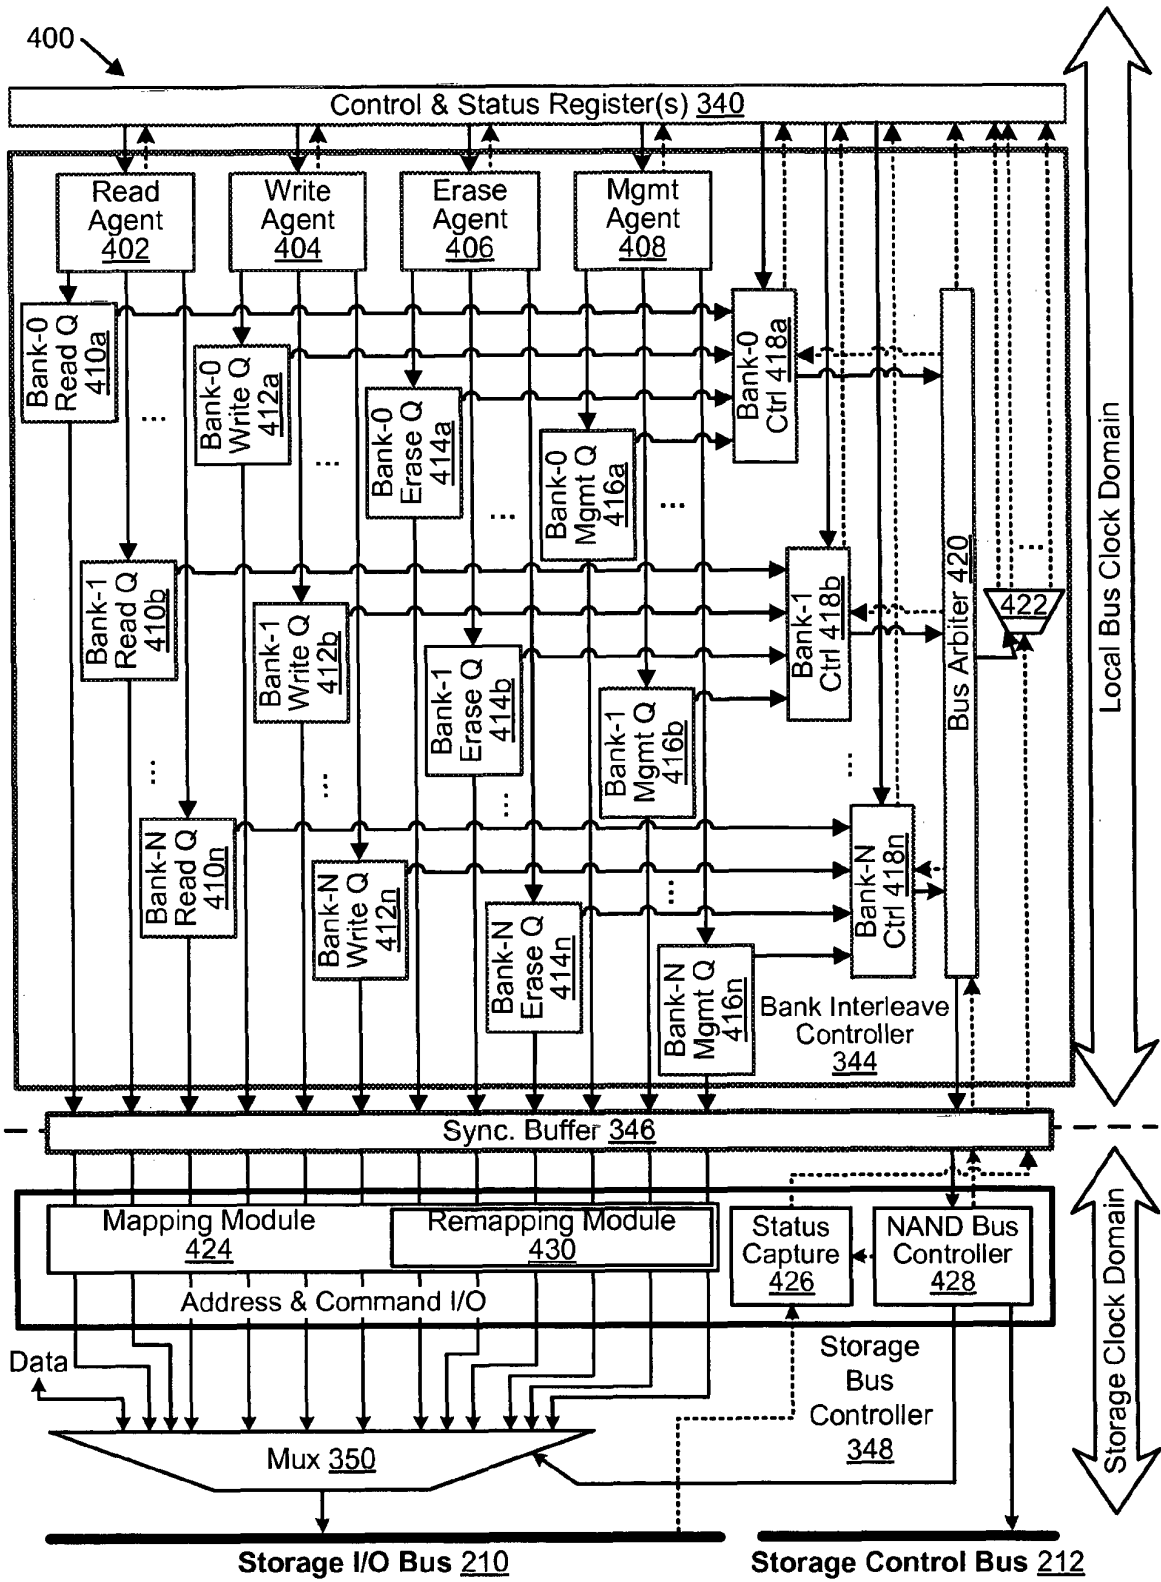 400
Control & Status Register(s) 340
Read
Agent
402
Write
Agent
404
Erase
Agent
406
Mgmt
Agent
408
Bank-0
Read Q
410a
Bank-0
Write Q
412a
Bank-0
Erase Q
414a
Bank-0
Mgmt Q
416a
Bank-0
Ctrl 418a
...
...
...
...
Bank-1
Read Q
410b
Bank-1
Write Q
412b
Bank-1
Erase Q
414b
Bank-1
Mgmt Q
416b
Bank-1
Ctrl 418b
...
...
...
...
...
Bank-N
Read Q
410n
Bank-N
Write Q
412n
Bank-N
Erase Q
414n
Bank-N
Mgmt Q
416n
Bank-N
Ctrl 418n
Bus Arbiter 420
...
422
Bank Interleave
Controller
344
Local Bus Clock Domain
Sync. Buffer 346
Mapping Module
424
Remapping Module
430
Status
Capture
426
NAND Bus
Controller
428
Address & Command I/O
Storage
Bus
Controller
348
Storage Clock Domain
Data
Mux 350
Storage I/O Bus 210
Storage Control Bus 212